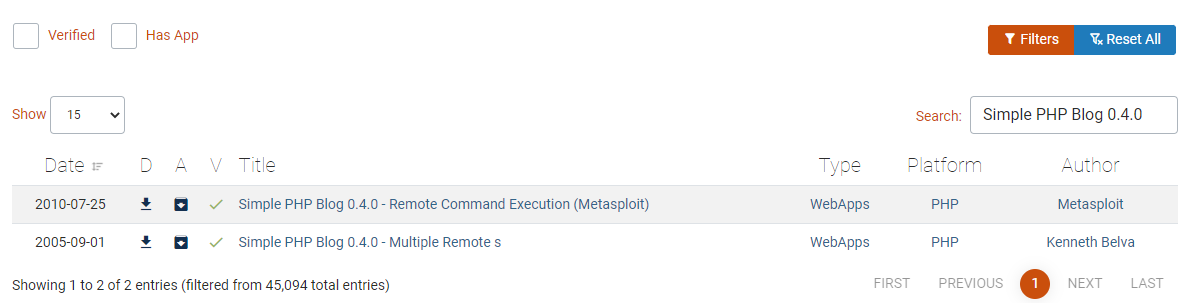 Verified Has App
Filters Reset All
Show 15 Search: Simple PHP Blog 0.4.0
Date D A V Title Type Platform Author
2010-07-25 Simple PHP Blog 0.4.0 - Remote Command Execution (Metasploit) WebApps PHP Metasploit
2005-09-01 Simple PHP Blog 0.4.0 - Multiple Remote s WebApps PHP Kenneth Belva
Showing 1 to 2 of 2 entries (filtered from 45,094 total entries) FIRST PREVIOUS 1 NEXT LAST